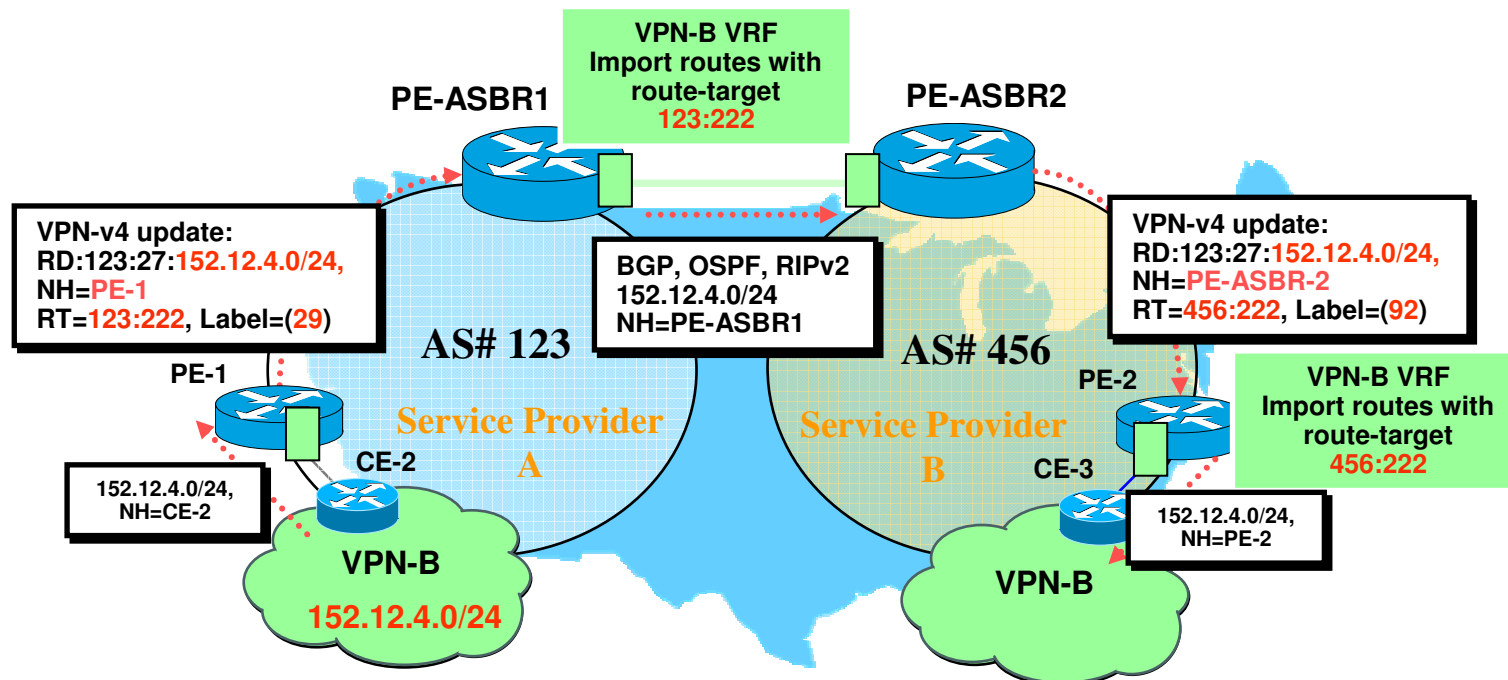 VPN-B VRF
Import routes with
route-target
123:222
PE-ASBR1
PE-ASBR2
VPN-v4 update:
RD:123:27:152.12.4.0/24,
NH=PE-1
RT=123:222, Label=(29)
BGP, OSPF, RIPv2
152.12.4.0/24
NH=PE-ASBR1
VPN-v4 update:
RD:123:27:152.12.4.0/24,
NH=PE-ASBR-2
RT=456:222, Label=(92)
AS# 123
AS# 456
PE-1
PE-2
Service Provider
A
Service Provider
B
VPN-B VRF
Import routes with
route-target
456:222
CE-2
CE-3
152.12.4.0/24,
NH=CE-2
152.12.4.0/24,
NH=PE-2
VPN-B
152.12.4.0/24
VPN-B